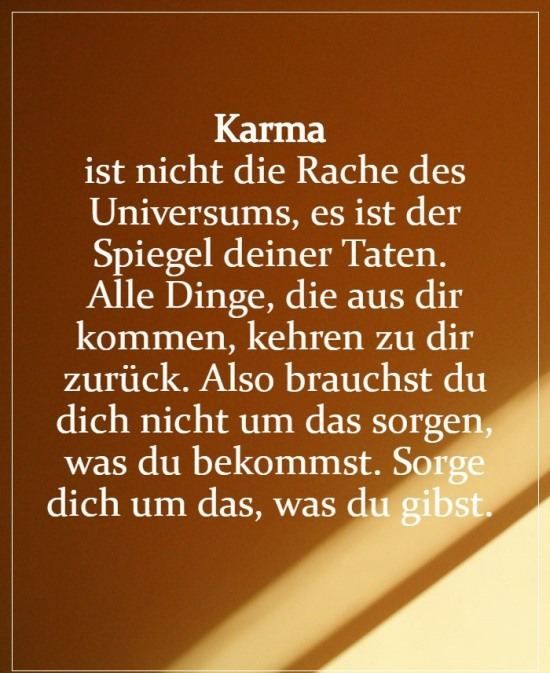 Karma
ist nicht die Rache des
Universums, es ist der
Spiegel deiner Taten.
Alle Dinge, die aus dir
kommen, kehren zu dir
zurück. Also brauchst du
dich nicht um das sorgen,
was du bekommst. Sorge
dich um das, was du gibst.